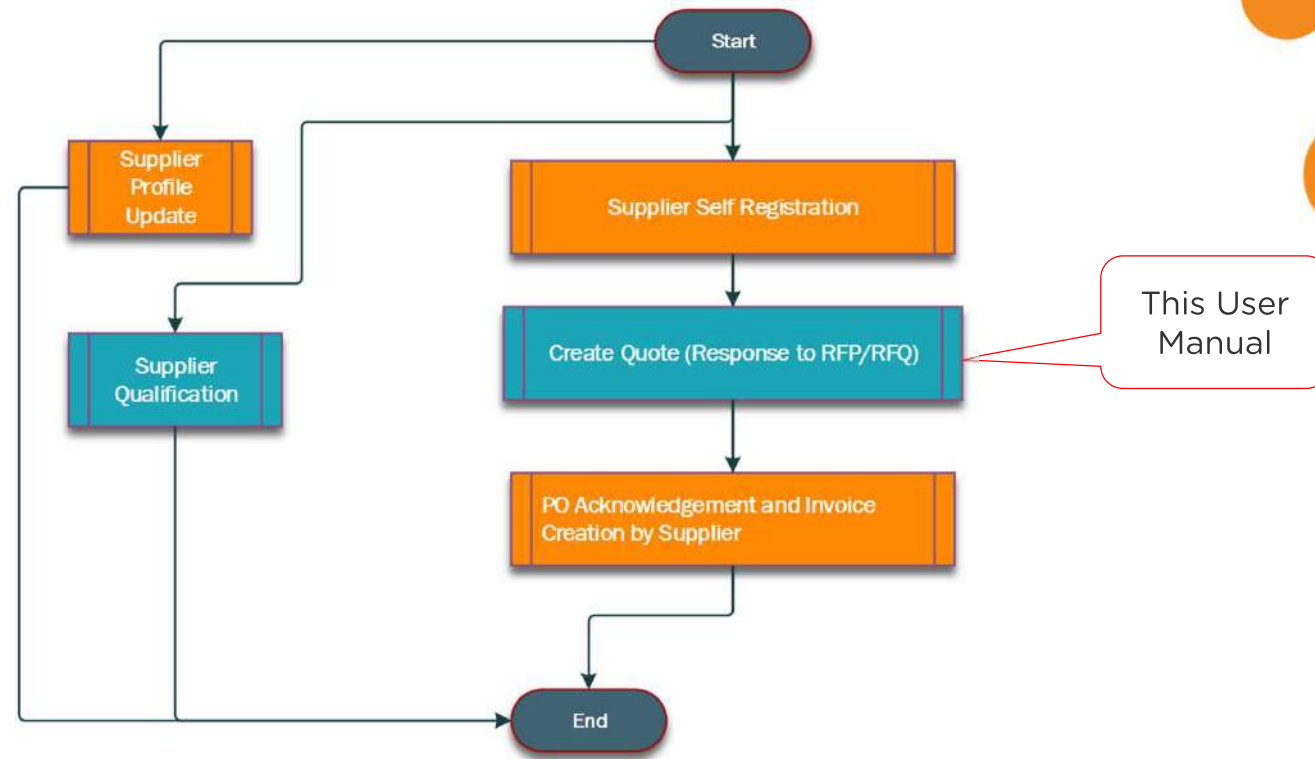 Start
Supplier
Profile
Update
Supplier Self Registration
This User
Manual
Create Quote (Response to RFP/RFQ)
Supplier
Qualification
PO Acknowledgement and Invoice
Creation by Supplier
End